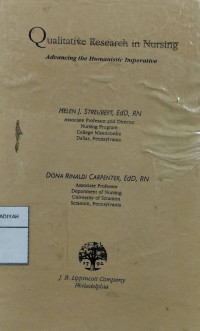 Qualitative Research in Nursing
Advancing the Humanistic Imperative
HELEN J. STREUBERT, EdD, RN
Associate Professor and Director
Nursing Program
College Misericordia
Dallas, Pennsylvania
DONA RINALDI CARPENTER, EdD, RN
Associate Professor
Department of Nursing
University of Scranton
Scranton, Pennsylvania
J. B. Lippincott Company
Philadelphia